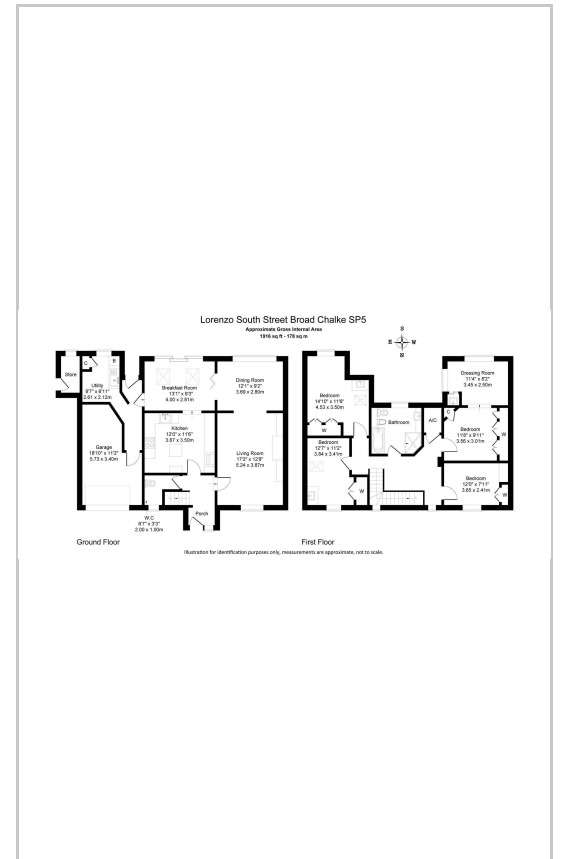 Lorenzo South Street Broad Chalke SP5
Approximate Gross Internal Area
1916 sq ft - 178 sq m
S
E
W
N
Store
C
B
Utility
8'7" x 6'11"
2.61 x 2.12m
Breakfast Room
13'1" x 9'3"
4.00 x 2.81m
Dining Room
12'1" x 9'2"
3.69 x 2.80m
Kitchen
12'0" x 11'6"
3.67 x 3.50m
Garage
18'10" x 11'2"
5.73 x 3.40m
Living Room
17'2" x 12'8"
5.24 x 3.87m
W.C
6'7" x 3'3"
2.00 x 1.00m
Porch
Ground Floor
Bedroom
14'10" x 11'6"
4.53 x 3.50m
W
Bedroom
12'7" x 11'2"
3.84 x 3.41m
W
Bathroom
A/C
Dressing Room
11'4" x 8'2"
3.45 x 2.50m
C
Bedroom
11'8" x 9'11"
3.56 x 3.01m
W
Bedroom
12'0" x 7'11"
3.65 x 2.41m
W
First Floor
Illustration for identification purposes only, measurements are approximate, not to scale.